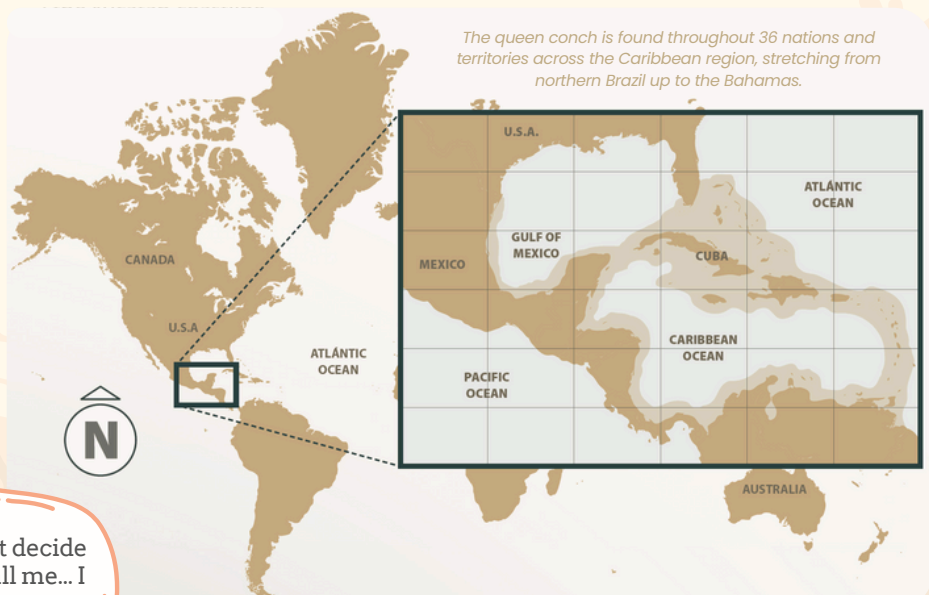 The queen conch is found throughout 36 nations and
territories across the Caribbean region, stretching from
northern Brazil up to the Bahamas.
U.S.A.
ATLÁNTIC
OCEAN
GULF OF
MEXICO
MEXICO
CUBA
CARIBBEAN
OCEAN
PACIFIC
OCEAN
CANADA
U.S.A
ATLÁNTIC
OCEAN
N
AUSTRALIA
t decide
ll me... I